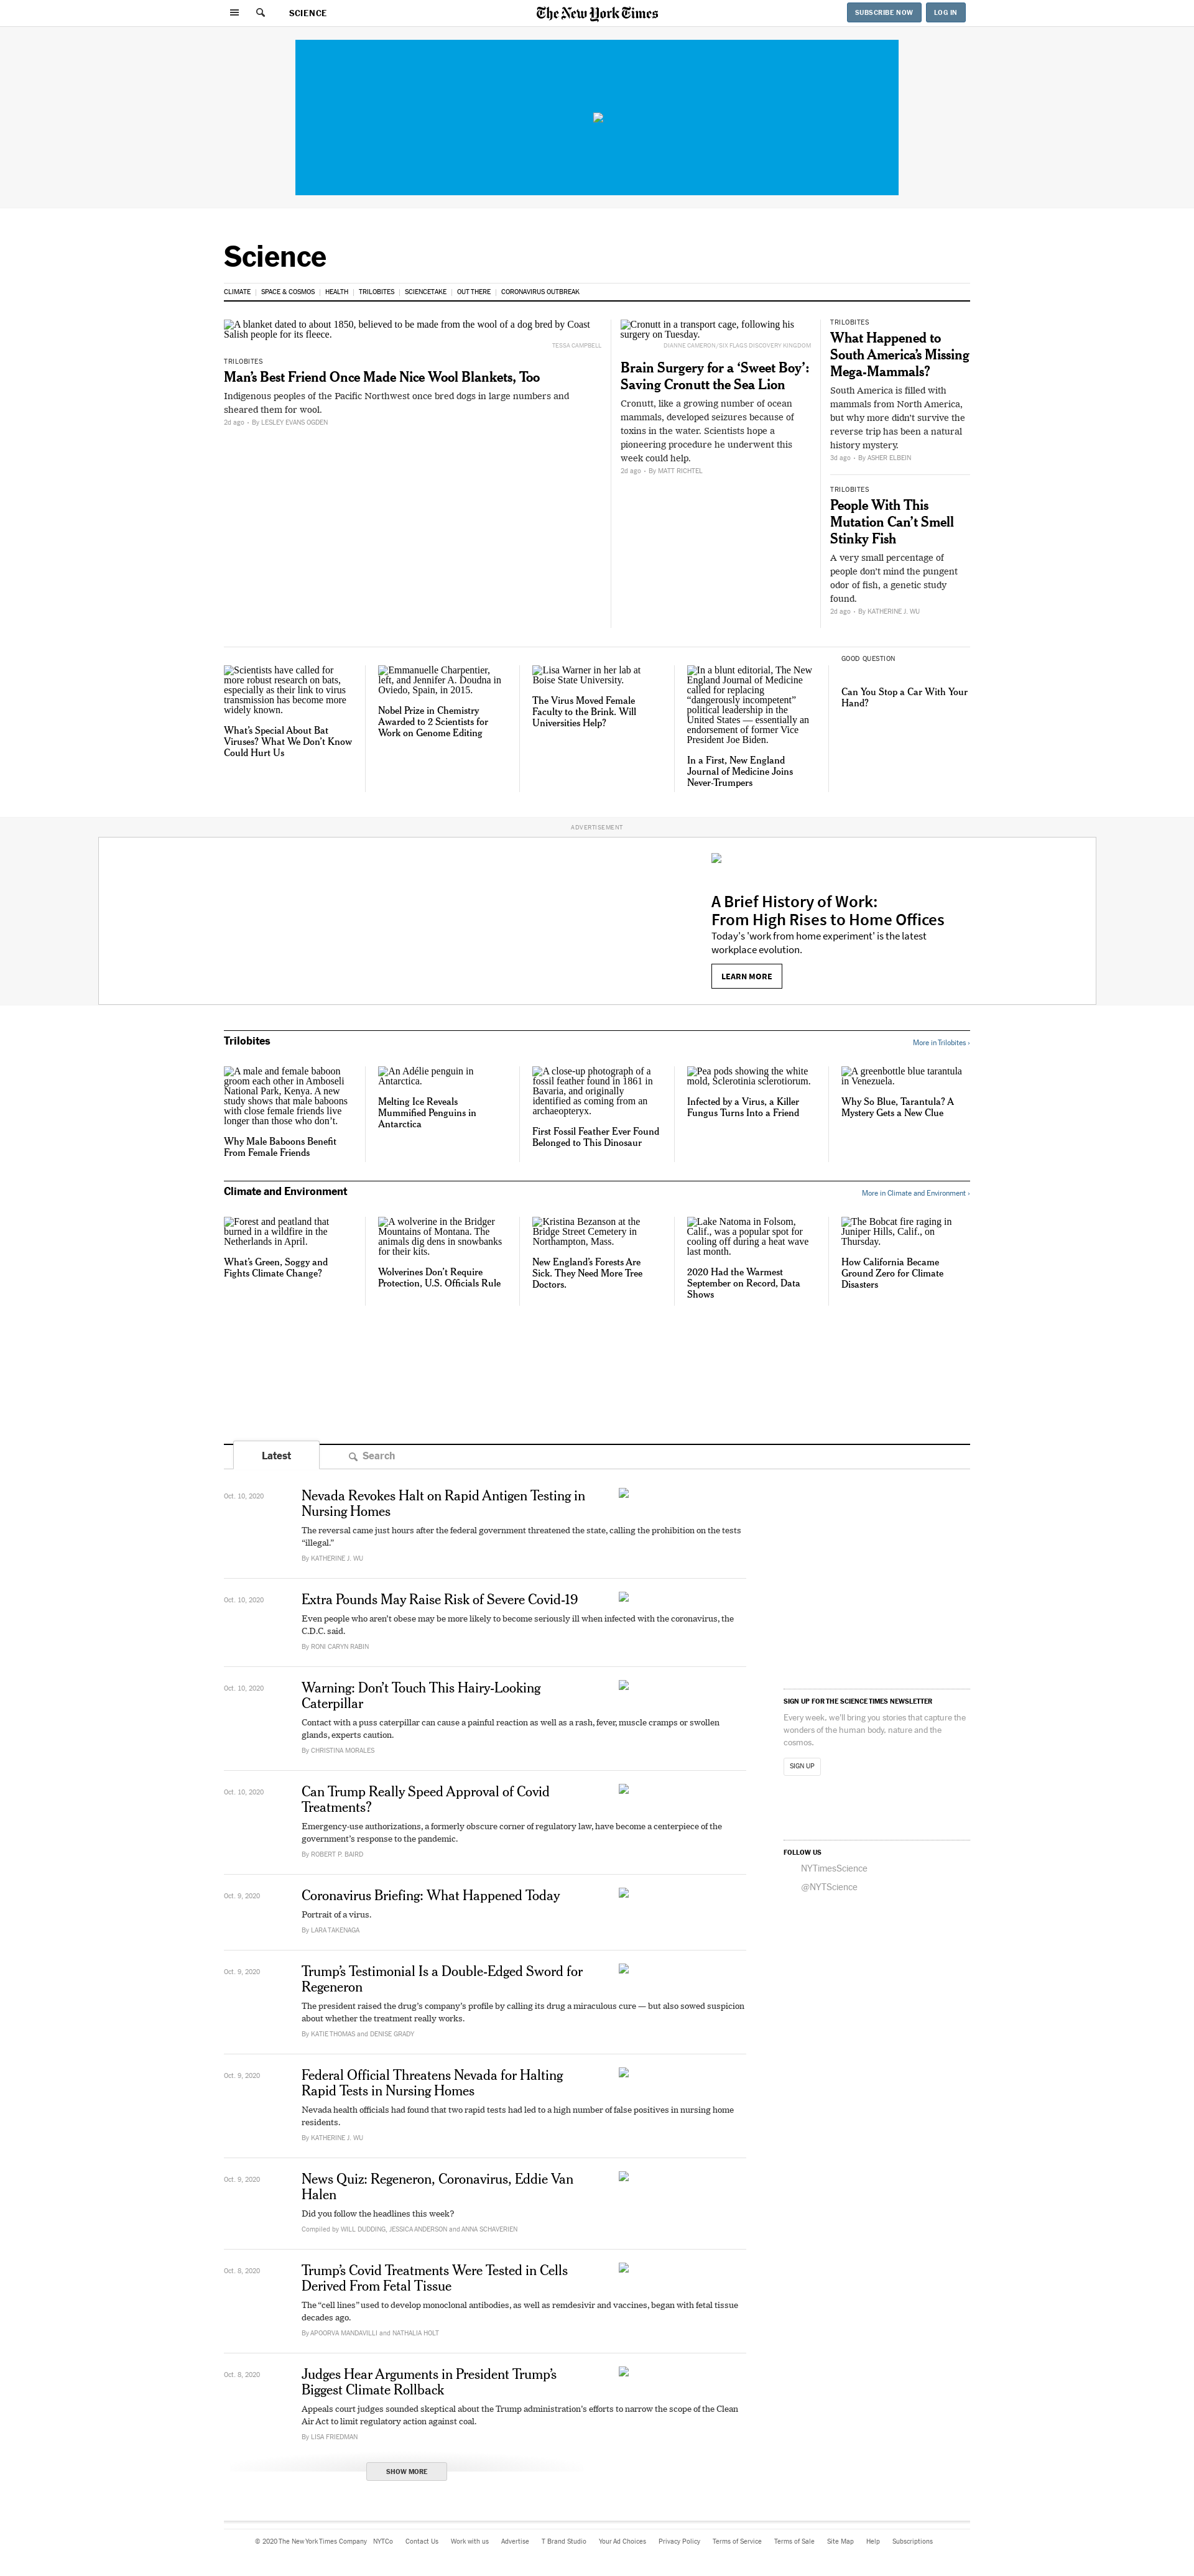 SCIENCE
The New York Times
SUBSCRIBE NOW
LOG IN
Science
CLIMATE
SPACE & COSMOS
HEALTH
TRILOBITES
SCIENCETAKE
OUT THERE
CORONAVIRUS OUTBREAK
A blanket dated to about 1850, believed to be made from the wool of a dog bred by Coast
Salish people for its fleece.
TESSA CAMPBELL
TRILOBITES
Man's Best Friend Once Made Nice Wool Blankets, Too
Indigenous peoples of the Pacific Northwest once bred dogs in large numbers and
sheared them for wool.
2d ago · By LESLEY EVANS OGDEN
Cronutt in a transport cage, following his
surgery on Tuesday.
DIANNE CAMERON/SIX FLAGS DISCOVERY KINGDOM
Brain Surgery for a ‘Sweet Boy’:
Saving Cronutt the Sea Lion
Cronutt, like a growing number of ocean
mammals, developed seizures because of
toxins in the water. Scientists hope a
pioneering procedure he underwent this
week could help.
2d ago · By MATT RICHTEL
TRILOBITES
What Happened to
South America's Missing
Mega-Mammals?
South America is filled with
mammals from North America,
but why more didn't survive the
reverse trip has been a natural
history mystery.
3d ago · By ASHER ELBEIN
TRILOBITES
People With This
Mutation Can't Smell
Stinky Fish
A very small percentage of
people don't mind the pungent
odor of fish, a genetic study
found.
2d ago · By KATHERINE J. WU
Scientists have called for
more robust research on bats,
especially as their link to virus
transmission has become more
widely known.
What's Special About Bat
Viruses? What We Don't Know
Could Hurt Us
Emmanuelle Charpentier,
left, and Jennifer A. Doudna in
Oviedo, Spain, in 2015.
Nobel Prize in Chemistry
Awarded to 2 Scientists for
Work on Genome Editing
Lisa Warner in her lab at
Boise State University.
The Virus Moved Female
Faculty to the Brink. Will
Universities Help?
In a blunt editorial, The New
England Journal of Medicine
called for replacing
“dangerously incompetent”
political leadership in the
United States — essentially an
endorsement of former Vice
President Joe Biden.
In a First, New England
Journal of Medicine Joins
Never-Trumpers
GOOD QUESTION
Can You Stop a Car With Your
Hand?
ADVERTISEMENT
A Brief History of Work:
From High Rises to Home Offices
Today's 'work from home experiment' is the latest
workplace evolution.
LEARN MORE
Trilobites
More in Trilobites ›
A male and female baboon
groom each other in Amboseli
National Park, Kenya. A new
study shows that male baboons
with close female friends live
longer than those who don't.
Why Male Baboons Benefit
From Female Friends
An Adélie penguin in
Antarctica.
Melting Ice Reveals
Mummified Penguins in
Antarctica
A close-up photograph of a
fossil feather found in 1861 in
Bavaria, and originally
identified as coming from an
archaeopteryx.
First Fossil Feather Ever Found
Belonged to This Dinosaur
Pea pods showing the white
mold, Sclerotinia sclerotiorum.
Infected by a Virus, a Killer
Fungus Turns Into a Friend
A greenbottle blue tarantula
in Venezuela.
Why So Blue, Tarantula? A
Mystery Gets a New Clue
Climate and Environment
More in Climate and Environment ›
Forest and peatland that
burned in a wildfire in the
Netherlands in April.
What's Green, Soggy and
Fights Climate Change?
A wolverine in the Bridger
Mountains of Montana. The
animals dig dens in snowbanks
for their kits.
Wolverines Don't Require
Protection, U.S. Officials Rule
Kristina Bezanson at the
Bridge Street Cemetery in
Northampton, Mass.
New England's Forests Are
Sick. They Need More Tree
Doctors.
Lake Natoma in Folsom,
Calif., was a popular spot for
cooling off during a heat wave
last month.
2020 Had the Warmest
September on Record, Data
Shows
The Bobcat fire raging in
Juniper Hills, Calif., on
Thursday.
How California Became
Ground Zero for Climate
Disasters
Latest
Search
Oct. 10, 2020
Nevada Revokes Halt on Rapid Antigen Testing in
Nursing Homes
The reversal came just hours after the federal government threatened the state, calling the prohibition on the tests
“illegal.”
By KATHERINE J. WU
Oct. 10, 2020
Extra Pounds May Raise Risk of Severe Covid-19
Even people who aren't obese may be more likely to become seriously ill when infected with the coronavirus, the
C.D.C. said.
By RONI CARYN RABIN
Oct. 10, 2020
Warning: Don't Touch This Hairy-Looking
Caterpillar
Contact with a puss caterpillar can cause a painful reaction as well as a rash, fever, muscle cramps or swollen
glands, experts caution.
By CHRISTINA MORALES
Oct. 10, 2020
Can Trump Really Speed Approval of Covid
Treatments?
Emergency-use authorizations, a formerly obscure corner of regulatory law, have become a centerpiece of the
government's response to the pandemic.
By ROBERT P. BAIRD
Oct. 9, 2020
Coronavirus Briefing: What Happened Today
Portrait of a virus.
By LARA TAKENAGA
Oct. 9, 2020
Trump's Testimonial Is a Double-Edged Sword for
Regeneron
The president raised the drug's company's profile by calling its drug a miraculous cure — but also sowed suspicion
about whether the treatment really works.
By KATIE THOMAS and DENISE GRADY
Oct. 9, 2020
Federal Official Threatens Nevada for Halting
Rapid Tests in Nursing Homes
Nevada health officials had found that two rapid tests had led to a high number of false positives in nursing home
residents.
By KATHERINE J. WU
Oct. 9, 2020
News Quiz: Regeneron, Coronavirus, Eddie Van
Halen
Did you follow the headlines this week?
Compiled by WILL DUDDING, JESSICA ANDERSON and ANNA SCHAVERIEN
Oct. 8, 2020
Trump's Covid Treatments Were Tested in Cells
Derived From Fetal Tissue
The “cell lines” used to develop monoclonal antibodies, as well as remdesivir and vaccines, began with fetal tissue
decades ago.
By APOORVA MANDAVILLI and NATHALIA HOLT
Oct. 8, 2020
Judges Hear Arguments in President Trump's
Biggest Climate Rollback
Appeals court judges sounded skeptical about the Trump administration's efforts to narrow the scope of the Clean
Air Act to limit regulatory action against coal.
By LISA FRIEDMAN
SHOW MORE
SIGN UP FOR THE SCIENCE TIMES NEWSLETTER
Every week, we'll bring you stories that capture the
wonders of the human body, nature and the
cosmos.
SIGN UP
FOLLOW US
NYTimesScience
@NYTScience
© 2020 The New York Times Company
NYTCo
Contact Us
Work with us
Advertise
T Brand Studio
Your Ad Choices
Privacy Policy
Terms of Service
Terms of Sale
Site Map
Help
Subscriptions